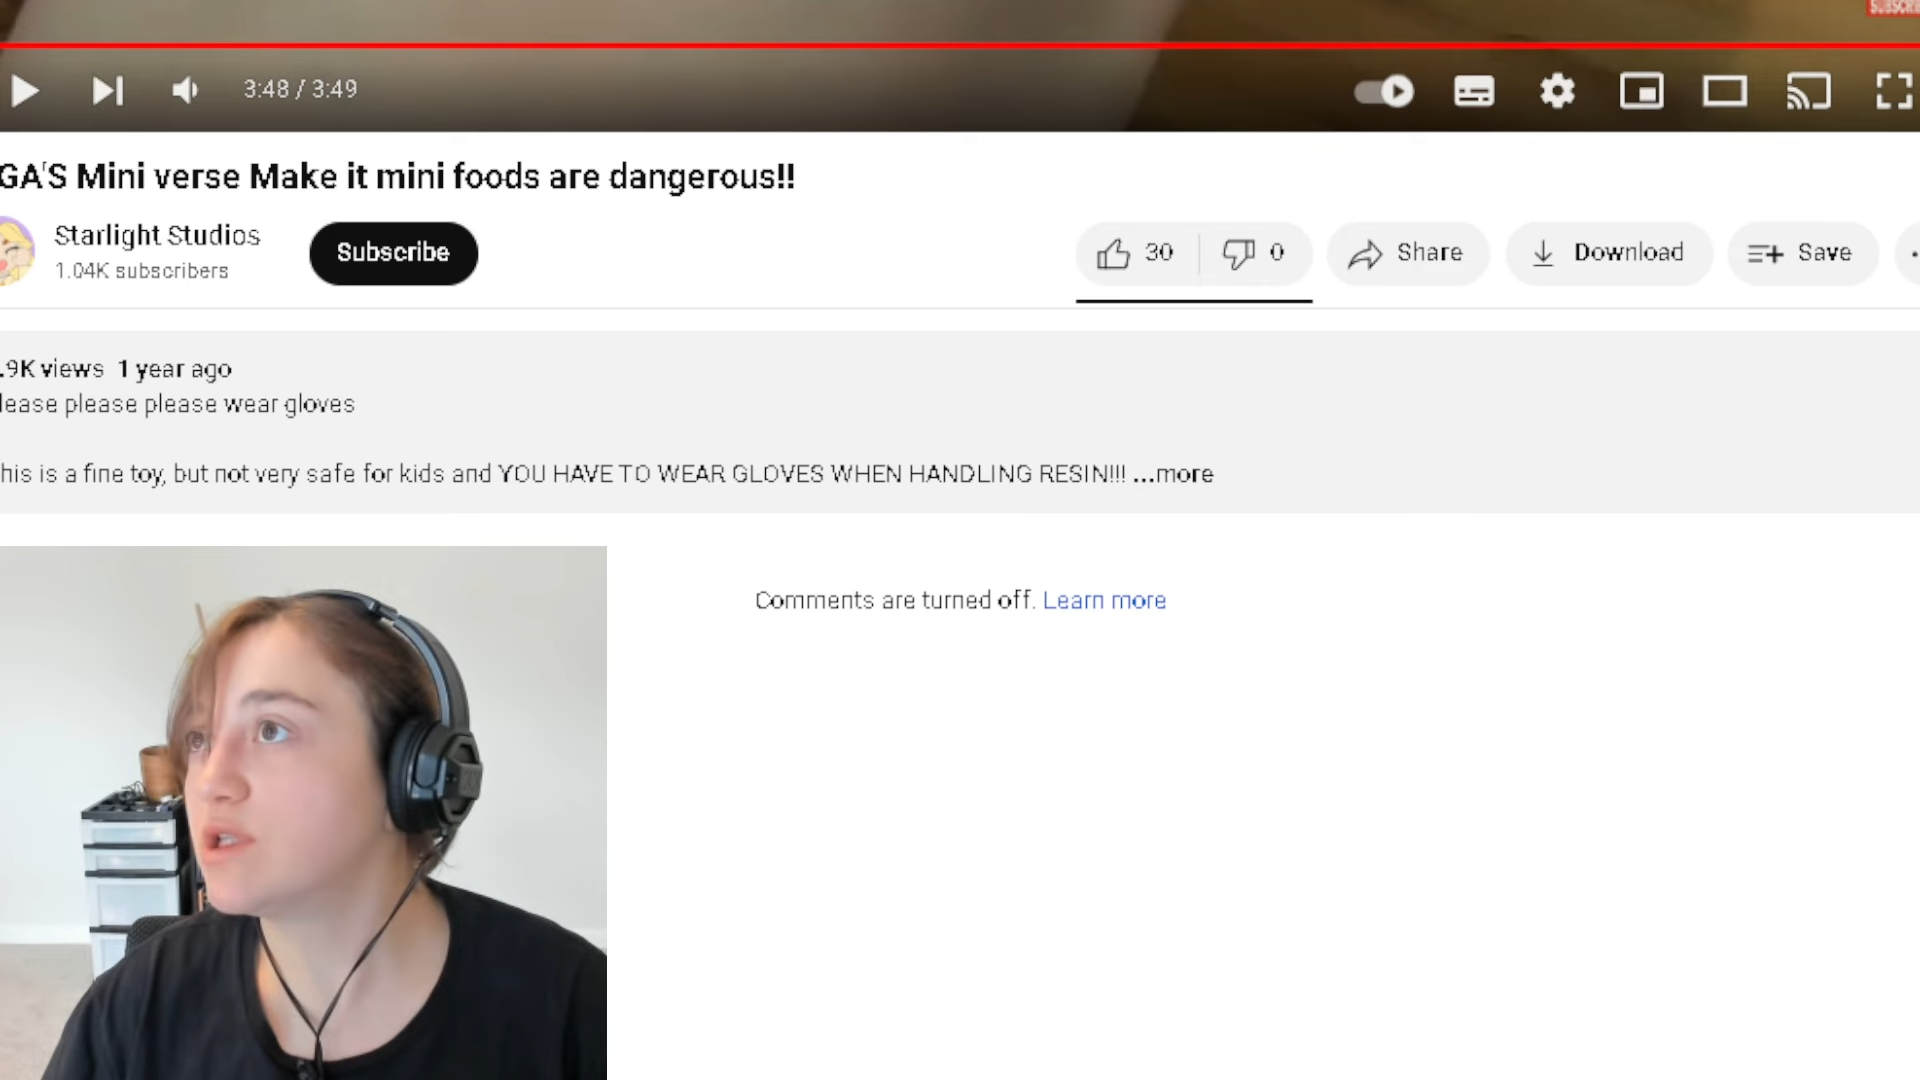 SUBSCRIBE
3:48 / 3:49
GA'S Mini verse Make it mini foods are dangerous!!
Starlight Studios
1.04K subscribers
Subscribe
30
0
Share
Download
Save
.9K views 1 year ago
lease please please wear gloves
his is a fine toy, but not very safe for kids and YOU HAVE TO WEAR GLOVES WHEN HANDLING RESIN!!! ...more
Comments are turned off. Learn more